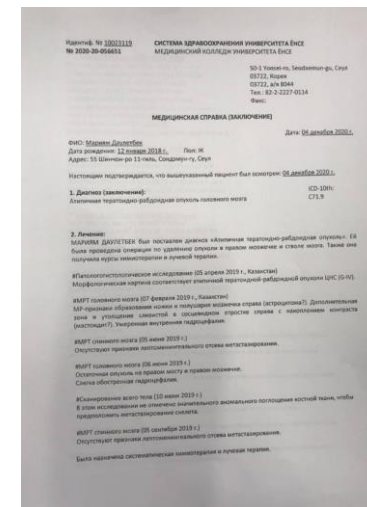 Идентиф. № 10023119 СИСТЕМА ЗДРАВООХРАНЕНИЯ УНИВЕРСИТЕТА ЁНСЕ
№ 2020-20-056651 МЕДИЦИНСКИЙ КОЛЛЕДЖ УНИВЕРСИТЕТА ЁНСЕ
50-1 Yonsei-ro, Seodaemun-gu, Сеул
03722, Корея
03722, а/я 8044
Тел.: 82-2-2227-0114
Факс:
МЕДИЦИНСКАЯ СПРАВКА (ЗАКЛЮЧЕНИЕ)
Дата: 04 декабря 2020 г.
ФИО: Мариям Даулетбек
Дата рождения: 12 января 2018 г. Пол: Ж
Адрес: 55 Шинчон-ро 11-гиль, Содэмун-гу, Сеул
Настоящим подтверждается, что вышеуказанный пациент был осмотрен: 04 декабря 2020 г.
1. Диагноз (заключение): ICD-10th:
Атипичная тератоидно-рабдоидная опухоль головного мозга C71.9
2. Лечение:
МАРИЯМ ДАУЛЕТБЕК был поставлен диагноз «Атипичная тератоидно-рабдоидная опухоль». Ей
была проведена операция по удалению опухоли в правом мозжечке и стволе мозга. Также она
получила курсы химиотерапии и лучевой терапии.
#Патологогистологическое исследование (05 апреля 2019 г., Казахстан)
Морфологическая картина соответствует атипичной тератоидной-рабдоидной опухоли ЦНС (G-IV).
#МРТ головного мозга (07 февраля 2019 г., Казахстан)
МР-признаки образования ножки и полушария мозжечка справа (астроцитома?). Дополнительная
зона и утолщение слизистой в сосцевидном отростке справа с накоплением контраста
(мастоидит?). Умеренная внутренняя гидроцефалия.
#МРТ спинного мозга (05 июня 2019 г.)
Отсутствуют признаки лептоменингеального отсева метастазирования.
#МРТ головного мозга (06 июня 2019 г.)
Остаточная опухоль на правом мосту и правом мозжечке.
Слегка обостренная гидроцефалия.
#Сканирование всего тела (10 июня 2019 г.)
В этом исследовании не отмечено значительного аномального поглощения костной ткани, чтобы
предположить метастазирование скелета.
#МРТ спинного мозга (05 сентября 2019 г.)
Отсутствуют признаки лептоменингеального отсева метастазирования.
Была назначена систематическая химиотерапия и лучевая терапия.